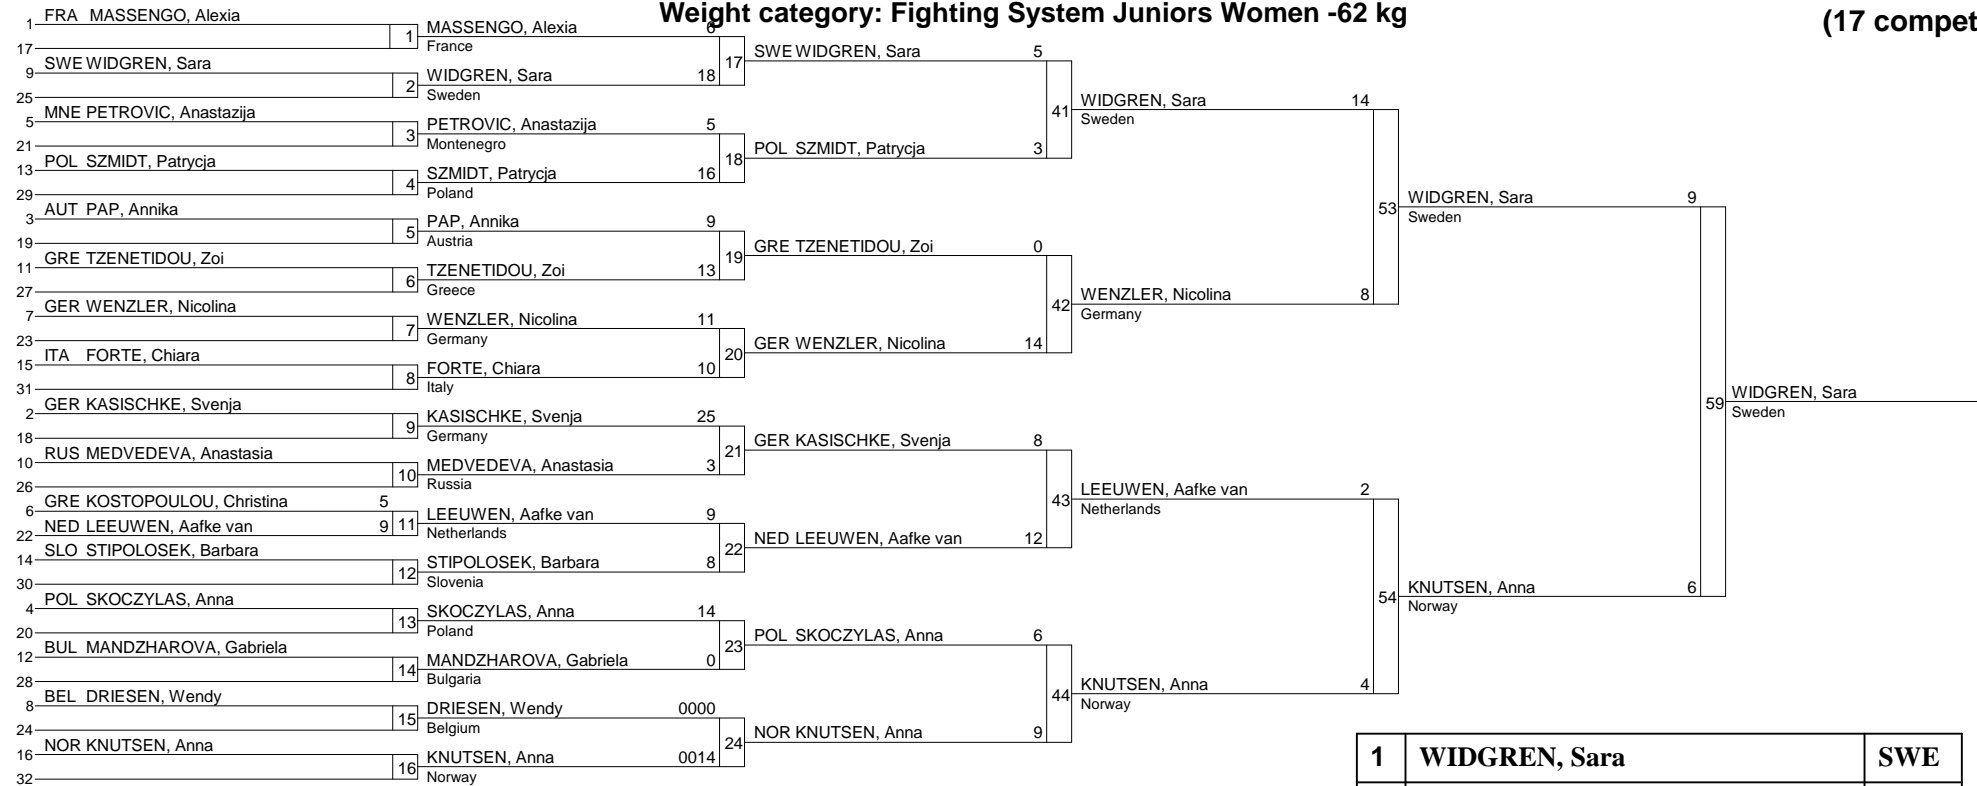 Weight category: Fighting System Juniors Women -62 kg
(17 compet
1 FRA MASSENGO, Alexia
17
1 MASSENGO, Alexia 6
France
9 SWE WIDGREN, Sara
25
2 WIDGREN, Sara 18
Sweden
17 SWE WIDGREN, Sara 5
5 MNE PETROVIC, Anastazija
21
3 PETROVIC, Anastazija 5
Montenegro
13 POL SZMIDT, Patrycja
29
4 SZMIDT, Patrycja 16
Poland
18 POL SZMIDT, Patrycja 3
41 WIDGREN, Sara 14
Sweden
3 AUT PAP, Annika
19
5 PAP, Annika 9
Austria
11 GRE TZENETIDOU, Zoi
27
6 TZENETIDOU, Zoi 13
Greece
19 GRE TZENETIDOU, Zoi 0
7 GER WENZLER, Nicolina
23
7 WENZLER, Nicolina 11
Germany
15 ITA FORTE, Chiara
31
8 FORTE, Chiara 10
Italy
20 GER WENZLER, Nicolina 14
42 WENZLER, Nicolina 8
Germany
53 WIDGREN, Sara 9
Sweden
2 GER KASISCHKE, Svenja
18
9 KASISCHKE, Svenja 25
Germany
10 RUS MEDVEDEVA, Anastasia
26
10 MEDVEDEVA, Anastasia 3
Russia
21 GER KASISCHKE, Svenja 8
6 GRE KOSTOPOULOU, Christina 5
22 NED LEEUWEN, Aafke van 9
11 LEEUWEN, Aafke van 9
Netherlands
14 SLO STIPOLOSEK, Barbara
30
12 STIPOLOSEK, Barbara 8
Slovenia
22 NED LEEUWEN, Aafke van 12
43 LEEUWEN, Aafke van 2
Netherlands
4 POL SKOCZYLAS, Anna
20
13 SKOCZYLAS, Anna 14
Poland
12 BUL MANDZHAROVA, Gabriela
28
14 MANDZHAROVA, Gabriela 0
Bulgaria
23 POL SKOCZYLAS, Anna 6
8 BEL DRIESEN, Wendy
24
15 DRIESEN, Wendy 0000
Belgium
16 NOR KNUTSEN, Anna
32
16 KNUTSEN, Anna 0014
Norway
24 NOR KNUTSEN, Anna 9
44 KNUTSEN, Anna 4
Norway
54 KNUTSEN, Anna 6
Norway
59 WIDGREN, Sara
Sweden
1 WIDGREN, Sara SWE